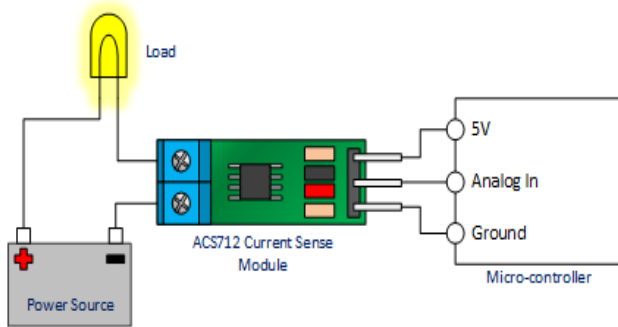 Load
5V
Analog In
Ground
ACS712 Current Sense
Module
Micro-controller
Power Source